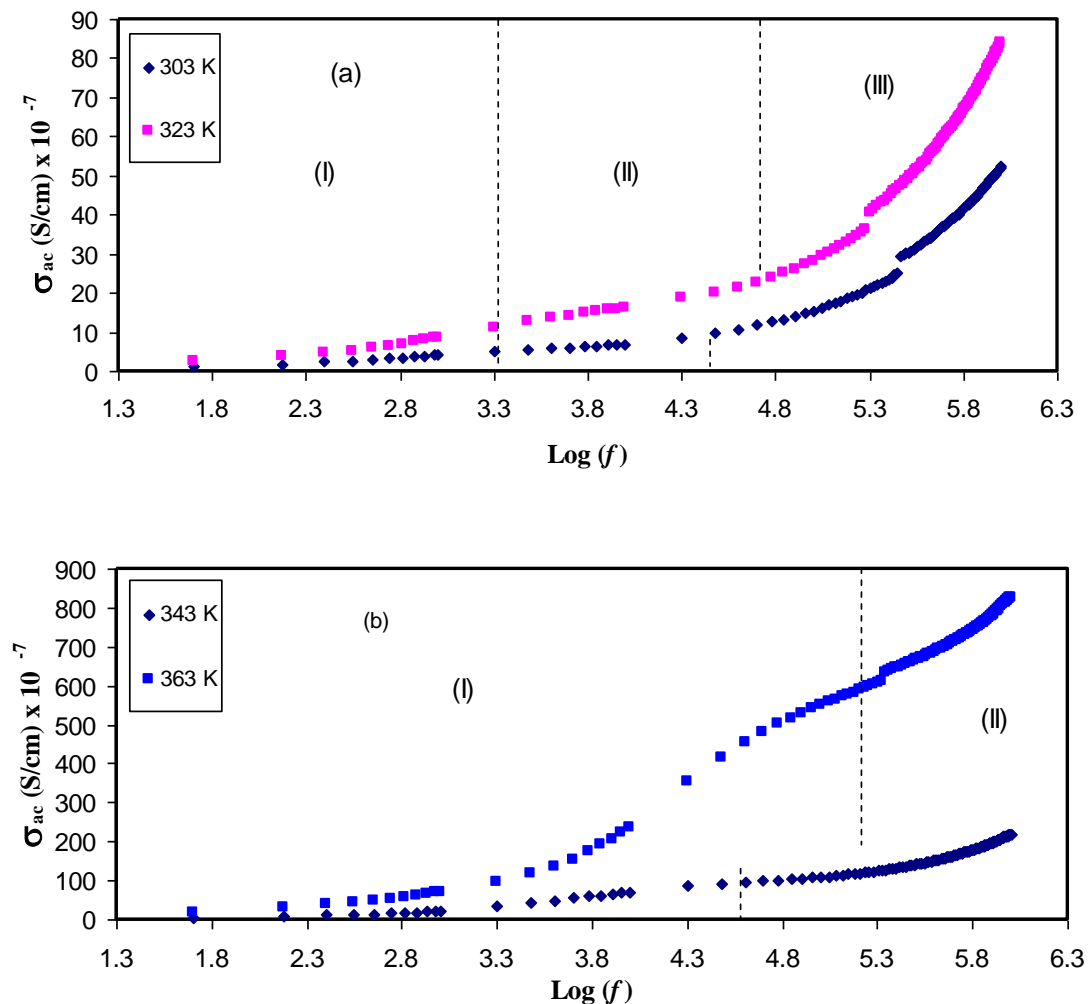 90
80
70
60
50
40
30
20
10
0
σac (S/cm) x 10 -7
303 K
323 K
(a)
(I)
(II)
(III)
1.3 1.8 2.3 2.8 3.3 3.8 4.3 4.8 5.3 5.8 6.3
Log (f)
900
800
700
600
500
400
300
200
100
0
σac (S/cm) x 10 -7
343 K
363 K
(b)
(I)
(II)
1.3 1.8 2.3 2.8 3.3 3.8 4.3 4.8 5.3 5.8 6.3
Log (f)